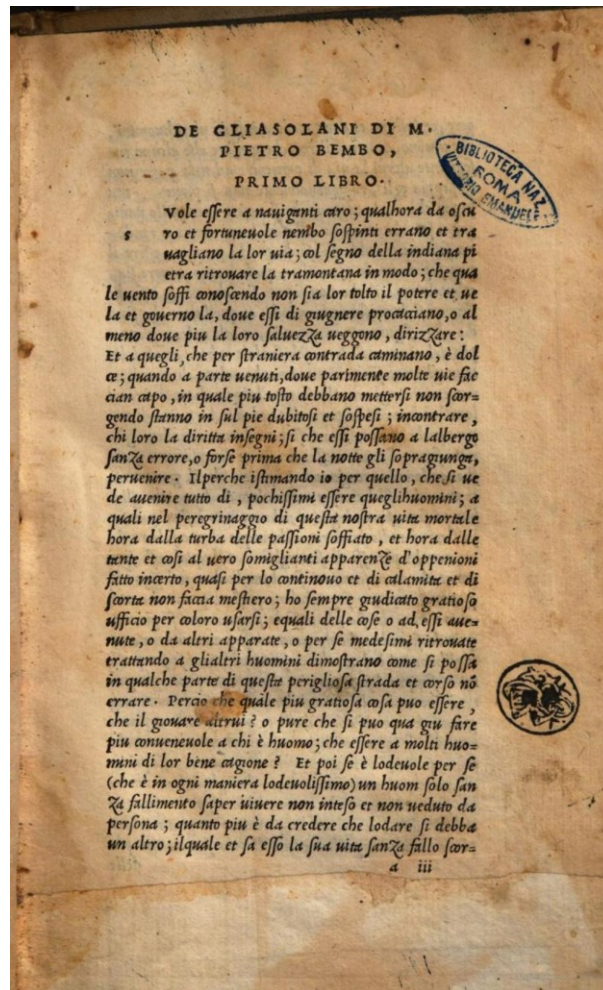 DE GLIASOLANI DI M.
PIETRO BEMBO,
PRIMO LIBRO.
BIBLIOTECA NAZ.
ROMA
VITTORIO EMANUELE
s
Vole eſſere a nauiganti caro; qualhora da oſcu
ro et fortuneuole nembo ſoſpinti errano et tra
uagliano la lor uia; col ſegno della indiana pi
etra ritrouare la tramontana in modo; che qua
le uento ſoffi conoſcendo non ſia lor tolto il potere et ue
la et gouerno la, doue eſſi di giugnere procacciano, o al
meno doue piu la loro ſaluezza ueggono, dirizzare:
Et a quegli, che per ſtraniera contrada caminano, è dol
ce; quando a parte uenuti, doue parimente molte uie fac
cian capo, in quale piu toſto debbano metterſi non ſcor=
gendo ſtanno in ſul pie dubitoſi et ſoſpeſi; incontrare,
chi loro la diritta inſegni; ſi che eſſi poſſano a lalbergo
ſanza errore, o forſe prima che la notte gli ſopragiunga,
peruenire. Ilperche iſtimando io per quello, che ſi ue
de auenire tutto di, pochiſſimi eſſere queglihuomini; a
quali nel peregrinaggio di queſta noſtra uita mortale
hora dalla turba delle paſſioni ſoffiato, et hora dalle
tante et coſi al uero ſomiglianti apparenze d'oppenioni
fatto incerto, quaſi per lo continouo et di calamita et di
ſcorta non faccia meſtiero; ho ſempre giudicato gratioſo
ufficio per coloro uſarſi; equali delle coſe o ad eſſi aue=
nute, o da altri apparate, o per ſe medeſimi ritrouate
trattando a glialtri huomini dimoſtrano come ſi poſſa
in qualche parte di queſta periglioſa ſtrada et corſo nō
errare. Percio che quale piu gratioſa coſa puo eſſere,
che il giouare altrui? o pure che ſi puo qua giu fare
piu conueneuole a chi è huomo; che eſſere a molti huo=
mini di lor bene cagione? Et poi ſe è lodeuole per ſe
(che è in ogni maniera lodeuoliſſimo) un huom ſolo ſan
za fallimento ſaper uiuere non inteſo et non ueduto da
perſona; quanto piu è da credere che lodare ſi debba
un altro; ilquale et ſa eſſo la ſua uita ſanza fallo ſcor=
a iii